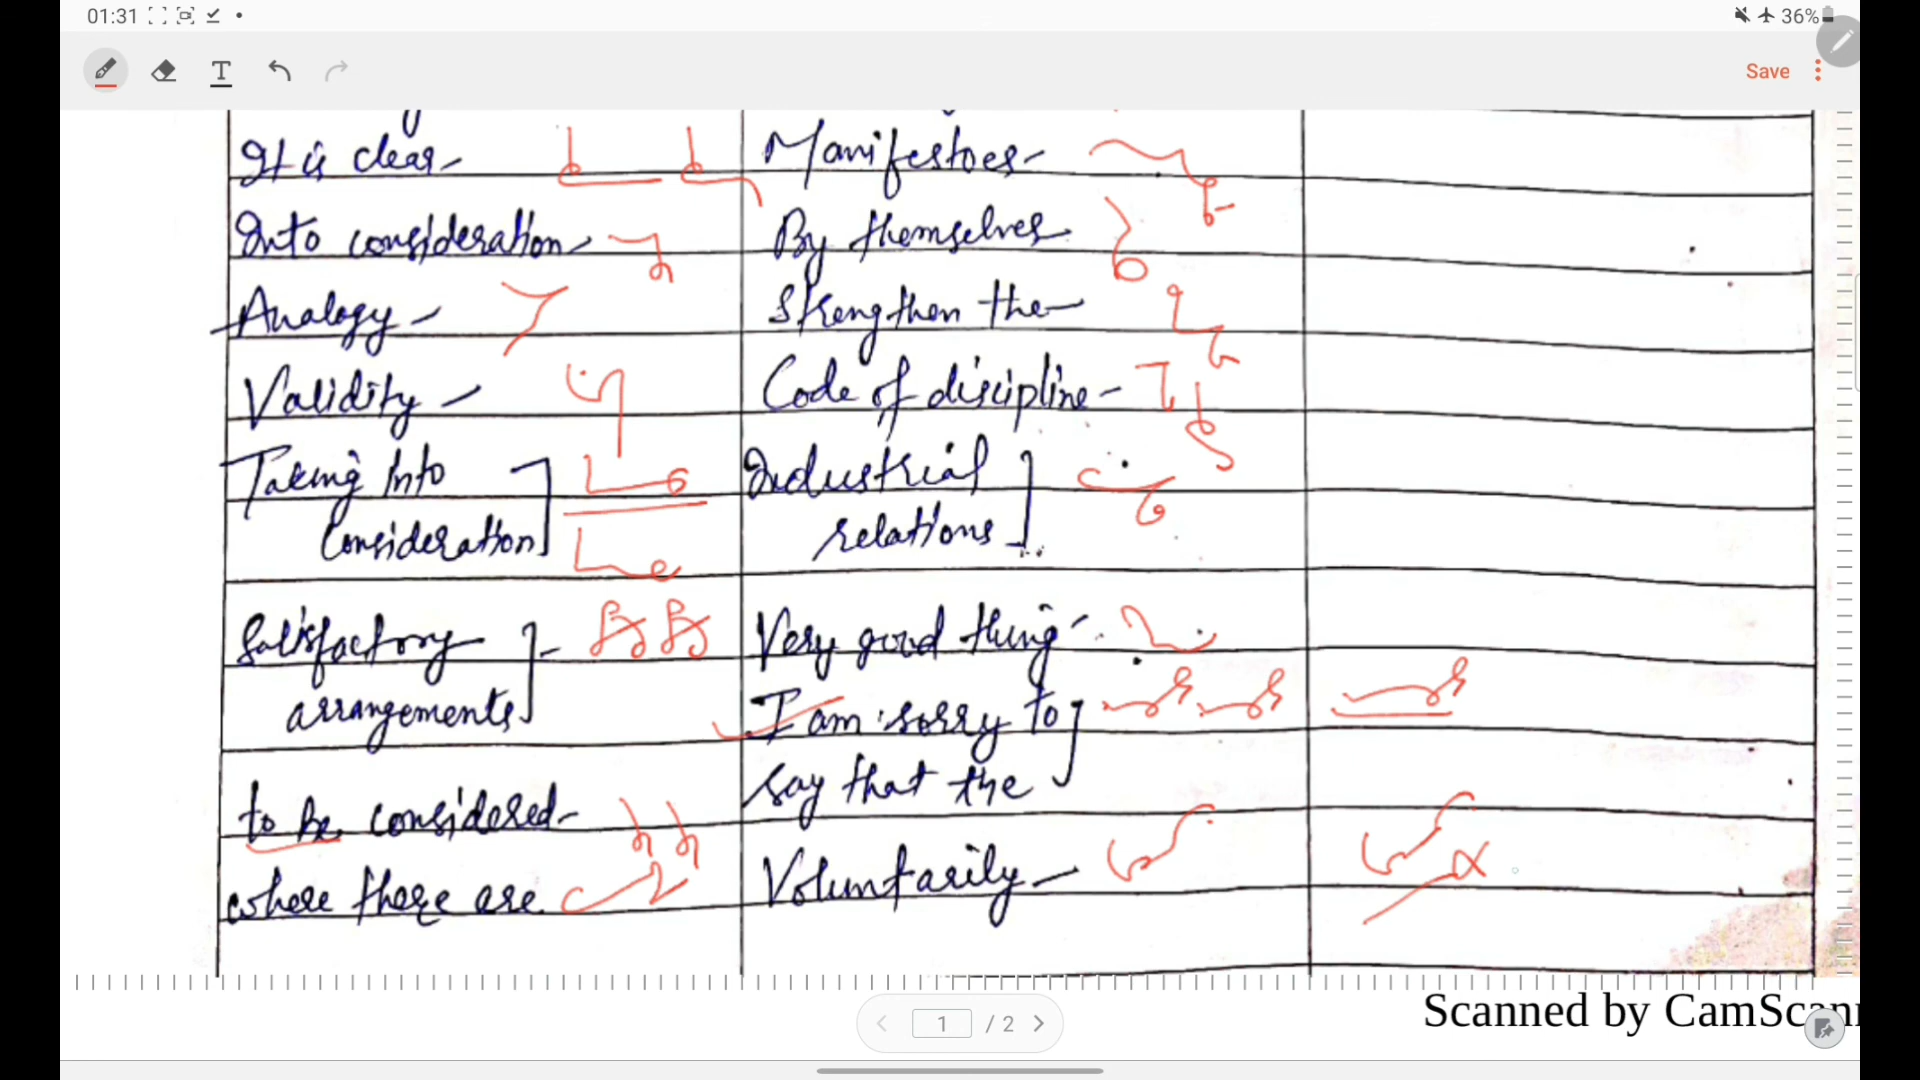 01:31
36%
T
Save
It is clear-
Into consideration-
Analogy-
Validity-
Taking Into
Consideration
Satisfactory
arrangements
to be considered-
where there are
Manifestoes-
By themselves
Strengthen the-
Code of discipline-
Industrial
relations
Very good thing-
I am sorry to
say that the
Voluntarily-
1 / 2
Scanned by CamScann